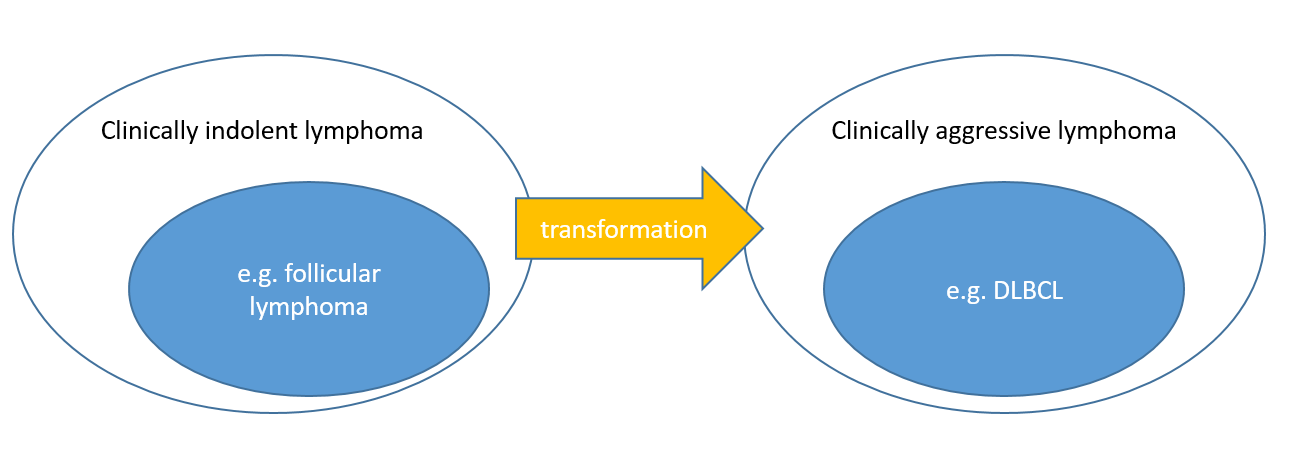 Clinically indolent lymphoma
e.g. follicular
lymphoma
transformation
Clinically aggressive lymphoma
e.g. DLBCL